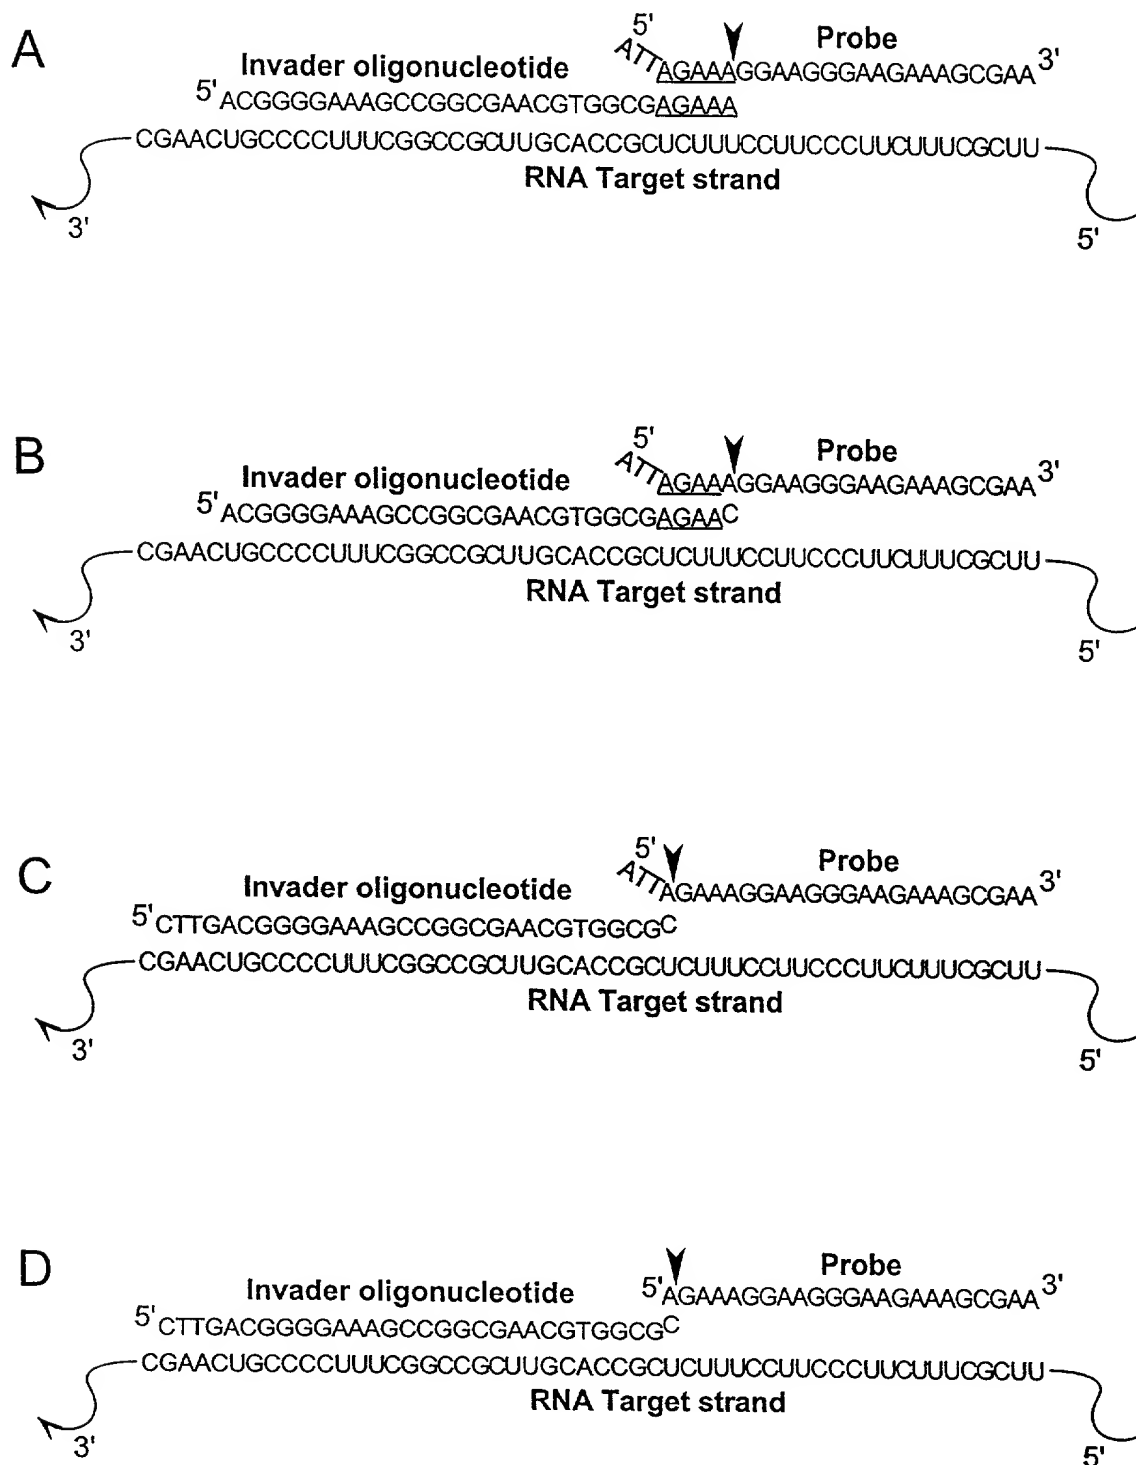 A
5'
Probe
Invader oligonucleotide
ATTAGAAAGGAAGGGAAGAAAGCGAA 3'
5' ACGGGGAAAGCCGGCGAACGTGGCGAGAAA
CGAACUGCCCCUUUCGGCCGCUUGCACCGCUCUUUCCUUCCCUUCUUUCGCUU
RNA Target strand
3'
5'
B
5'
Probe
Invader oligonucleotide
ATTAGAAAGGAAGGGAAGAAAGCGAA 3'
5' ACGGGGAAAGCCGGCGAACGTGGCGAGAAC
CGAACUGCCCCUUUCGGCCGCUUGCACCGCUCUUUCCUUCCCUUCUUUCGCUU
RNA Target strand
3'
5'
C
5'
Probe
Invader oligonucleotide
ATTAGAAAGGAAGGGAAGAAAGCGAA 3'
5' CTTGACGGGGAAAGCCGGCGAACGTGGCGC
CGAACUGCCCCUUUCGGCCGCUUGCACCGCUCUUUCCUUCCCUUCUUUCGCUU
RNA Target strand
3'
5'
D
Probe
Invader oligonucleotide
5' AGAAAGGAAGGGAAGAAAGCGAA 3'
5' CTTGACGGGGAAAGCCGGCGAACGTGGCGC
CGAACUGCCCCUUUCGGCCGCUUGCACCGCUCUUUCCUUCCCUUCUUUCGCUU
RNA Target strand
3'
5'